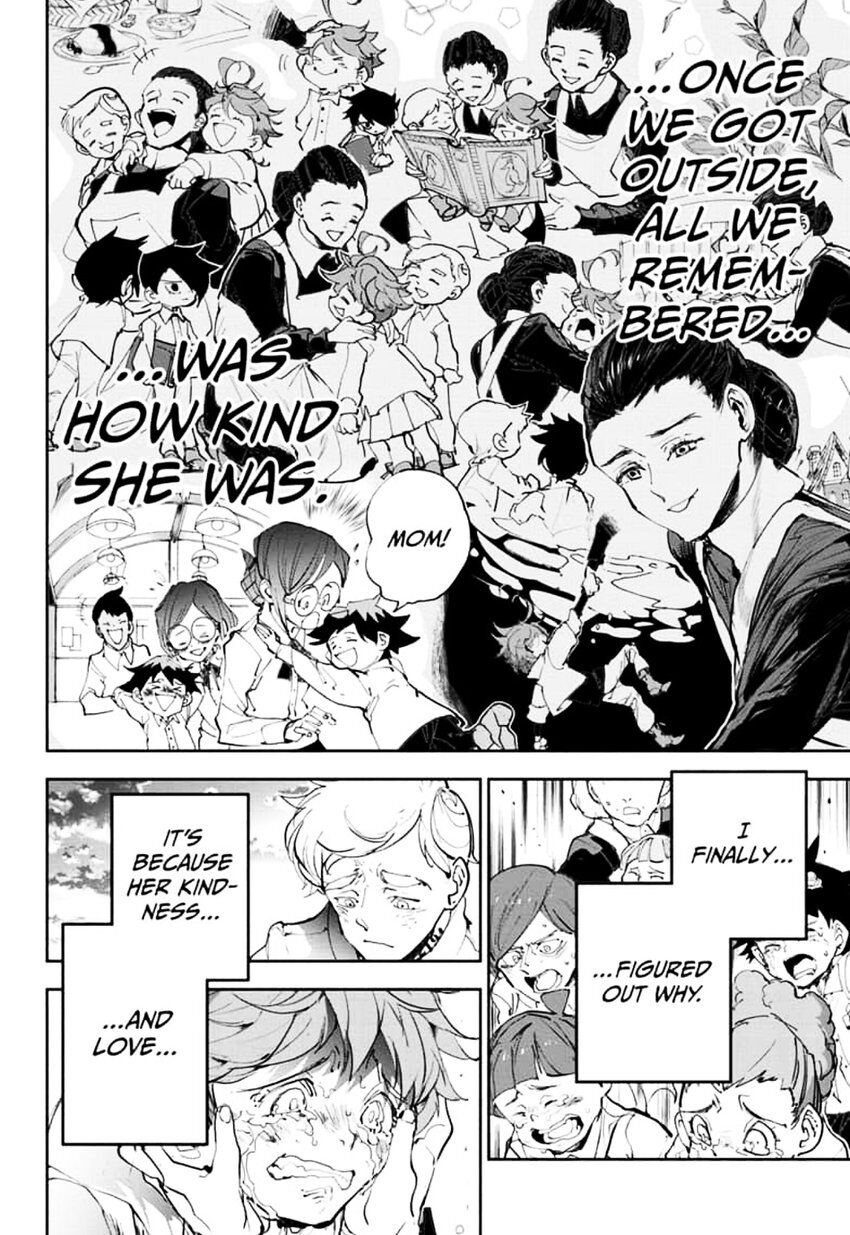 ...ONCE
WE GOT
OUTSIDE,
ALL WE
REMEM-
BERED...
...WAS
HOW KIND
SHE WAS.
MOM!
I
FINALLY...
...FIGURED
OUT WHY.
IT'S
BECAUSE
HER KIND-
NESS...
...AND
LOVE...